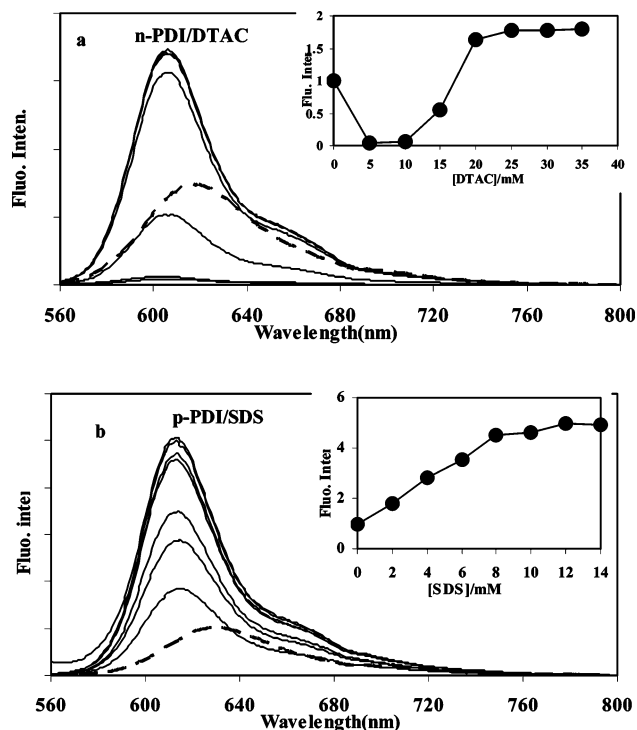 a
n-PDI/DTAC
Fluo. Inten.
560 600 640 680 720 760 800
Wavelength(nm)
Flu. Inter
2
1.5
1
0.5
0
0 5 10 15 20 25 30 35 40
[DTAC]/mM
b
p-PDI/SDS
Fluo. inte
560 600 640 680 720 760 800
Wavelength(nm)
Fluo. Inter
6
4
2
0
0 2 4 6 8 10 12 14
[SDS]/mM